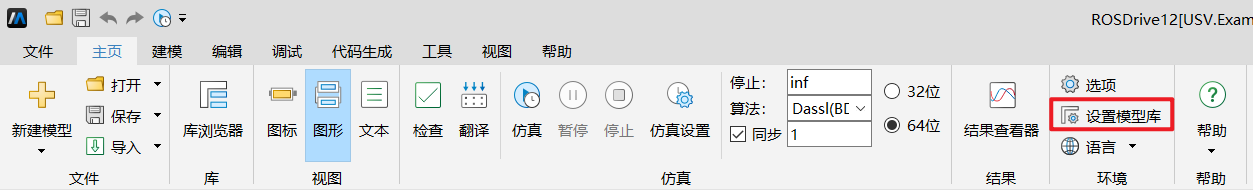 ROSDrive12[USV.Exam
文件 主页 建模 编辑 调试 代码生成 工具 视图 帮助
新建模型 打开 保存 导入
文件
库浏览器
库
图标 图形 文本
视图
检查 翻译 仿真 暂停 停止 仿真设置
停止: inf
算法: Dassl(BD
同步 1
32位
64位
仿真
结果查看器
结果
选项
设置模型库
语言
环境
帮助
帮助